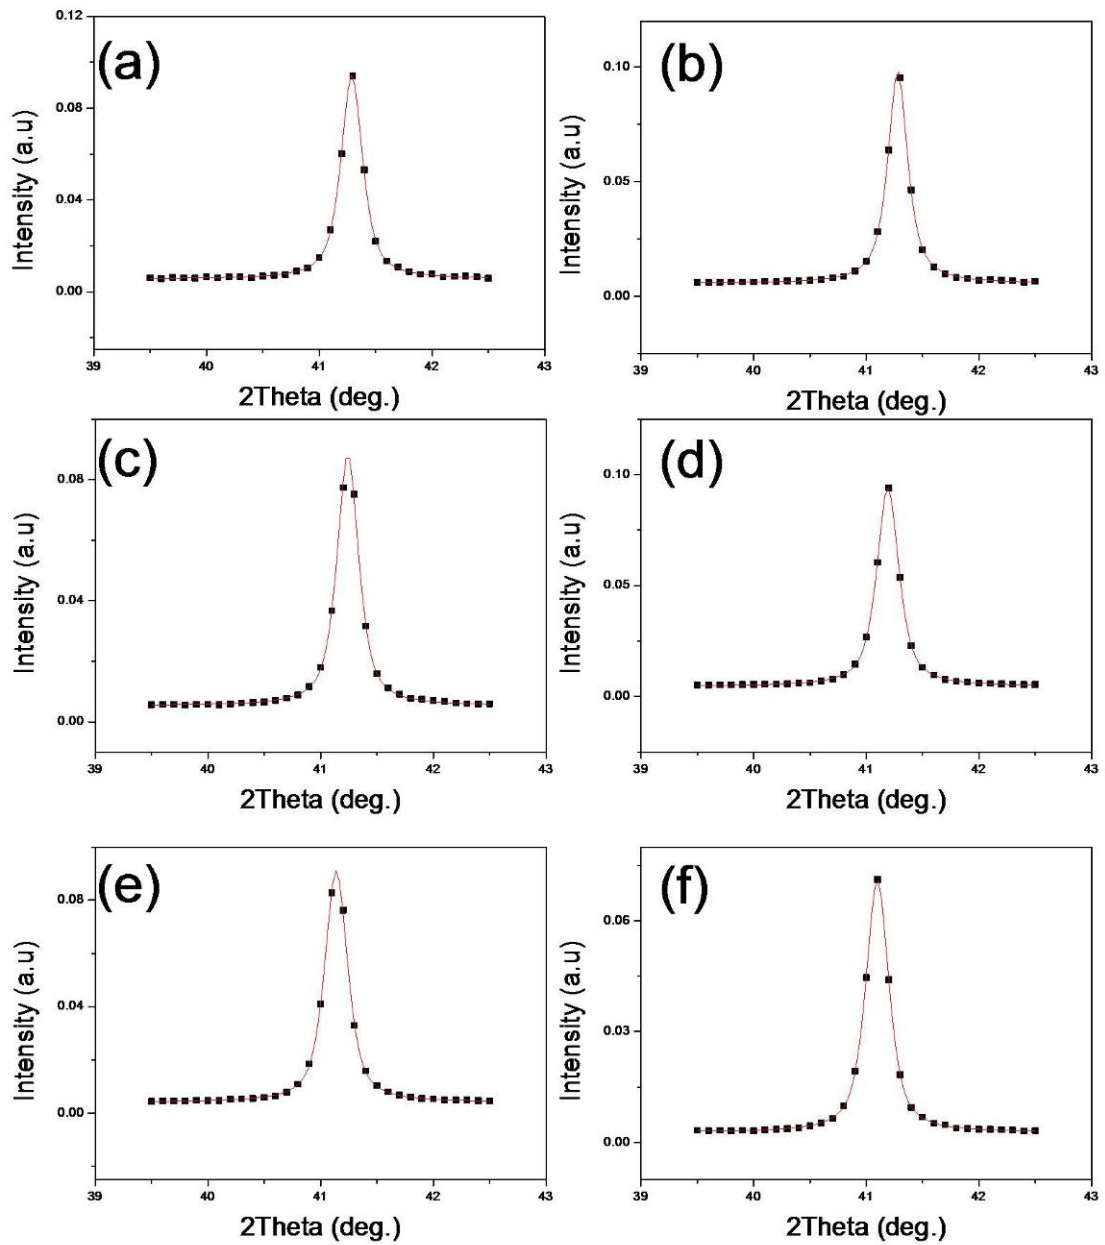 (a)
0.12
0.08
0.04
0.00
Intensity (a.u)
39 40 41 42 43
2Theta (deg.)
(b)
0.10
0.05
0.00
Intensity (a.u)
39 40 41 42 43
2Theta (deg.)
(c)
0.08
0.04
0.00
Intensity (a.u)
39 40 41 42 43
2Theta (deg.)
(d)
0.10
0.05
0.00
Intensity (a.u)
39 40 41 42 43
2Theta (deg.)
(e)
0.08
0.04
0.00
Intensity (a.u)
39 40 41 42 43
2Theta (deg.)
(f)
0.06
0.03
0.00
Intensity (a.u)
39 40 41 42 43
2Theta (deg.)